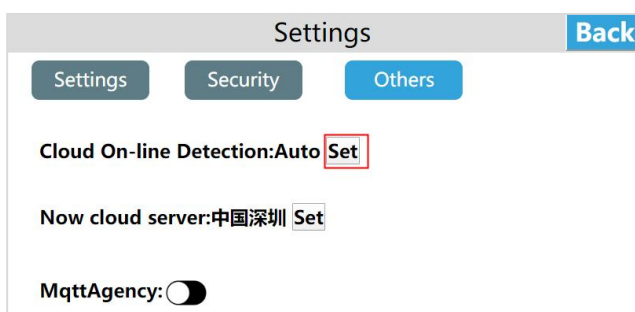 Settings Back
Settings Security Others
Cloud On-line Detection:Auto Set
Now cloud server:中国深圳 Set
MqttAgency: